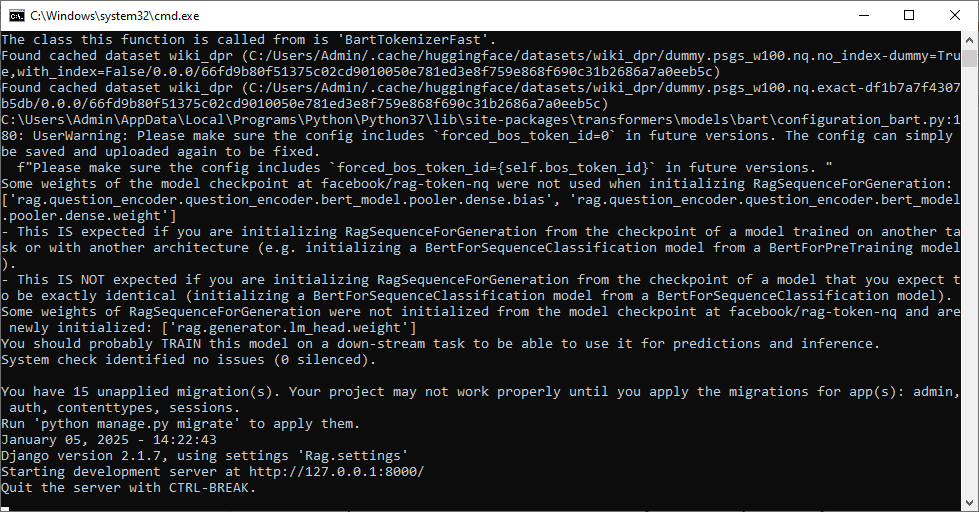 C:\Windows\system32\cmd.exe
The class this function is called from is 'BartTokenizerFast'.
Found cached dataset wiki_dpr (C:/Users/Admin/.cache/huggingface/datasets/wiki_dpr/dummy.psgs_w100.nq.no_index-dummy=Tru
e,with_index=False/0.0.0/66fd9b80f51375c02cd9010050e781ed3e8f759e868f690c31b2686a7a0eeb5c)
Found cached dataset wiki_dpr (C:/Users/Admin/.cache/huggingface/datasets/wiki_dpr/dummy.psgs_w100.nq.exact-df1b7a7f4307
b5db/0.0.0/66fd9b80f51375c02cd9010050e781ed3e8f759e868f690c31b2686a7a0eeb5c)
C:\Users\Admin\AppData\Local\Programs\Python\Python37\lib\site-packages\transformers\models\bart\configuration_bart.py:1
80: UserWarning: Please make sure the config includes `forced_bos_token_id=0` in future versions. The config can simply
be saved and uploaded again to be fixed.
  f"Please make sure the config includes `forced_bos_token_id={self.bos_token_id}` in future versions. "
Some weights of the model checkpoint at facebook/rag-token-nq were not used when initializing RagSequenceForGeneration:
['rag.question_encoder.question_encoder.bert_model.pooler.dense.bias', 'rag.question_encoder.question_encoder.bert_model
.pooler.dense.weight']
- This IS expected if you are initializing RagSequenceForGeneration from the checkpoint of a model trained on another ta
sk or with another architecture (e.g. initializing a BertForSequenceClassification model from a BertForPreTraining model
).
- This IS NOT expected if you are initializing RagSequenceForGeneration from the checkpoint of a model that you expect t
o be exactly identical (initializing a BertForSequenceClassification model from a BertForSequenceClassification model).
Some weights of RagSequenceForGeneration were not initialized from the model checkpoint at facebook/rag-token-nq and are
 newly initialized: ['rag.generator.lm_head.weight']
You should probably TRAIN this model on a down-stream task to be able to use it for predictions and inference.
System check identified no issues (0 silenced).
You have 15 unapplied migration(s). Your project may not work properly until you apply the migrations for app(s): admin,
 auth, contenttypes, sessions.
Run 'python manage.py migrate' to apply them.
January 05, 2025 - 14:22:43
Django version 2.1.7, using settings 'Rag.settings'
Starting development server at http://127.0.0.1:8000/
Quit the server with CTRL-BREAK.